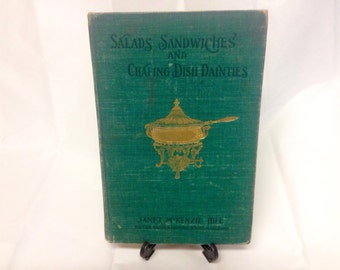 SALADS, SANDWICHES
AND
CHAFING DISH DAINTIES
JANET McKENZIE HILL